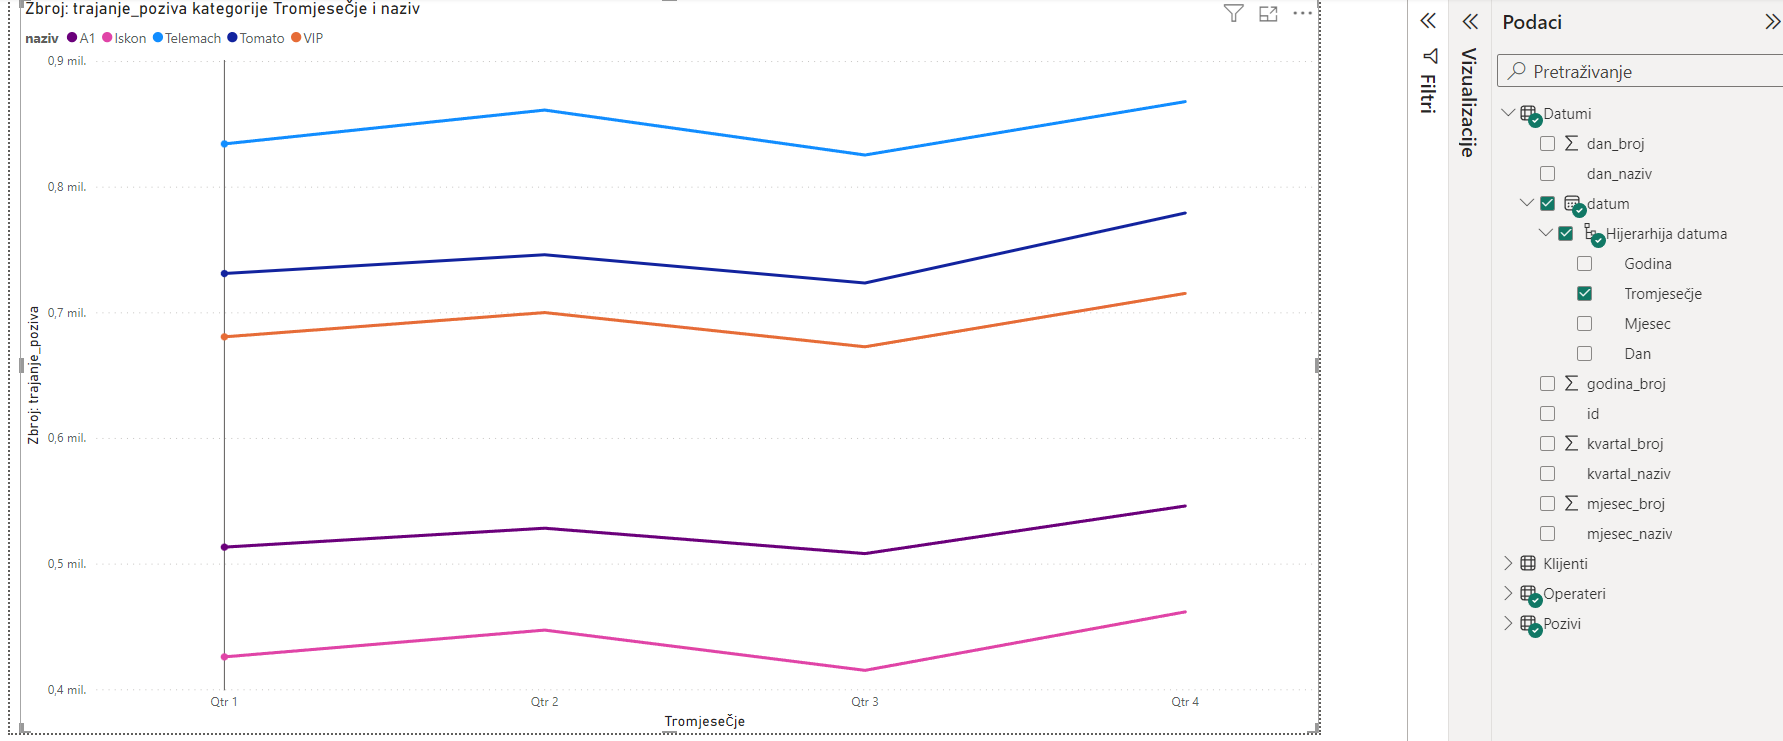 Zbroj: trajanje_poziva kategorije Tromjesečje i naziv
naziv A1 Iskon Telemach Tomato VIP
0,9 mil.
0,8 mil.
0,7 mil.
0,6 mil.
0,5 mil.
0,4 mil.
Zbroj: trajanje_poziva
Qtr 1 Qtr 2 Qtr 3 Qtr 4
Tromjesečje
Filtri
Vizualizacije
Podaci
Pretraživanje
Datumi
dan_broj
dan_naziv
datum
Hijerarhija datuma
Godina
Tromjesečje
Mjesec
Dan
godina_broj
id
kvartal_broj
kvartal_naziv
mjesec_broj
mjesec_naziv
Klijenti
Operateri
Pozivi